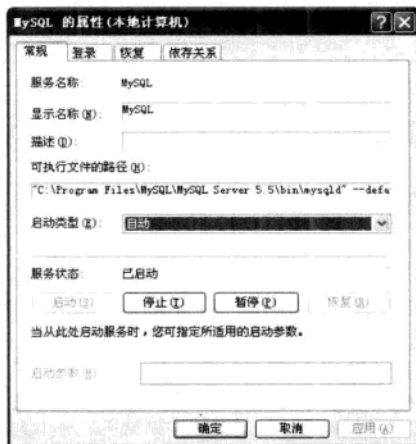 MySQL 的属性(本地计算机)
常规 登录 恢复 依存关系
服务名称: MySQL
显示名称(N): MySQL
描述(D):
可执行文件的路径(H):
"C:\Program Files\MySQL\MySQL Server 5.5\bin\mysqld" --defa
启动类型(E): 自动
服务状态: 已启动
启动(S) 停止(T) 暂停(P) 恢复(R)
当从此处启动服务时，您可指定所适用的启动参数。
启动参数(M):
确定 取消 应用(A)